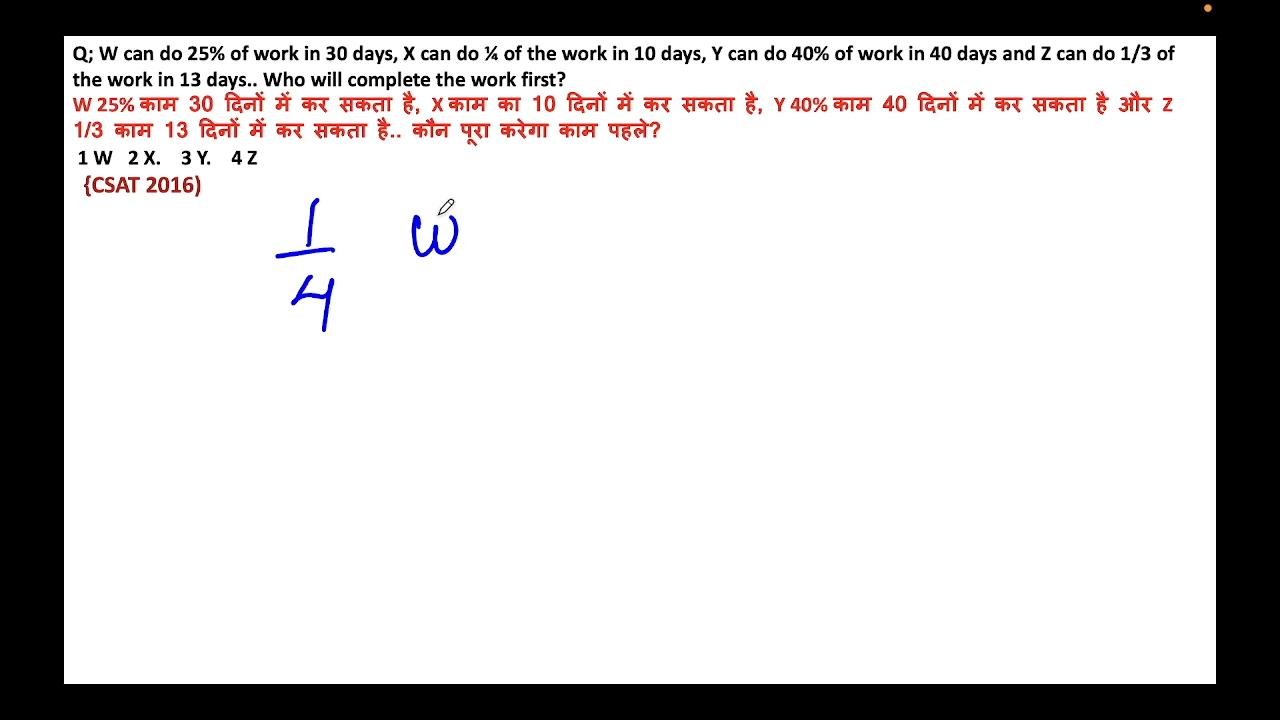 Q; W can do 25% of work in 30 days, X can do ¼ of the work in 10 days, Y can do 40% of work in 40 days and Z can do 1/3 of
the work in 13 days.. Who will complete the work first?
W 25% काम 30 दिनों में कर सकता है, X काम का 10 दिनों में कर सकता है, Y 40% काम 40 दिनों में कर सकता है और Z
1/3 काम 13 दिनों में कर सकता है.. कौन पूरा करेगा काम पहले?
1 W 2 X. 3 Y. 4 Z
{CSAT 2016)
1 W
4